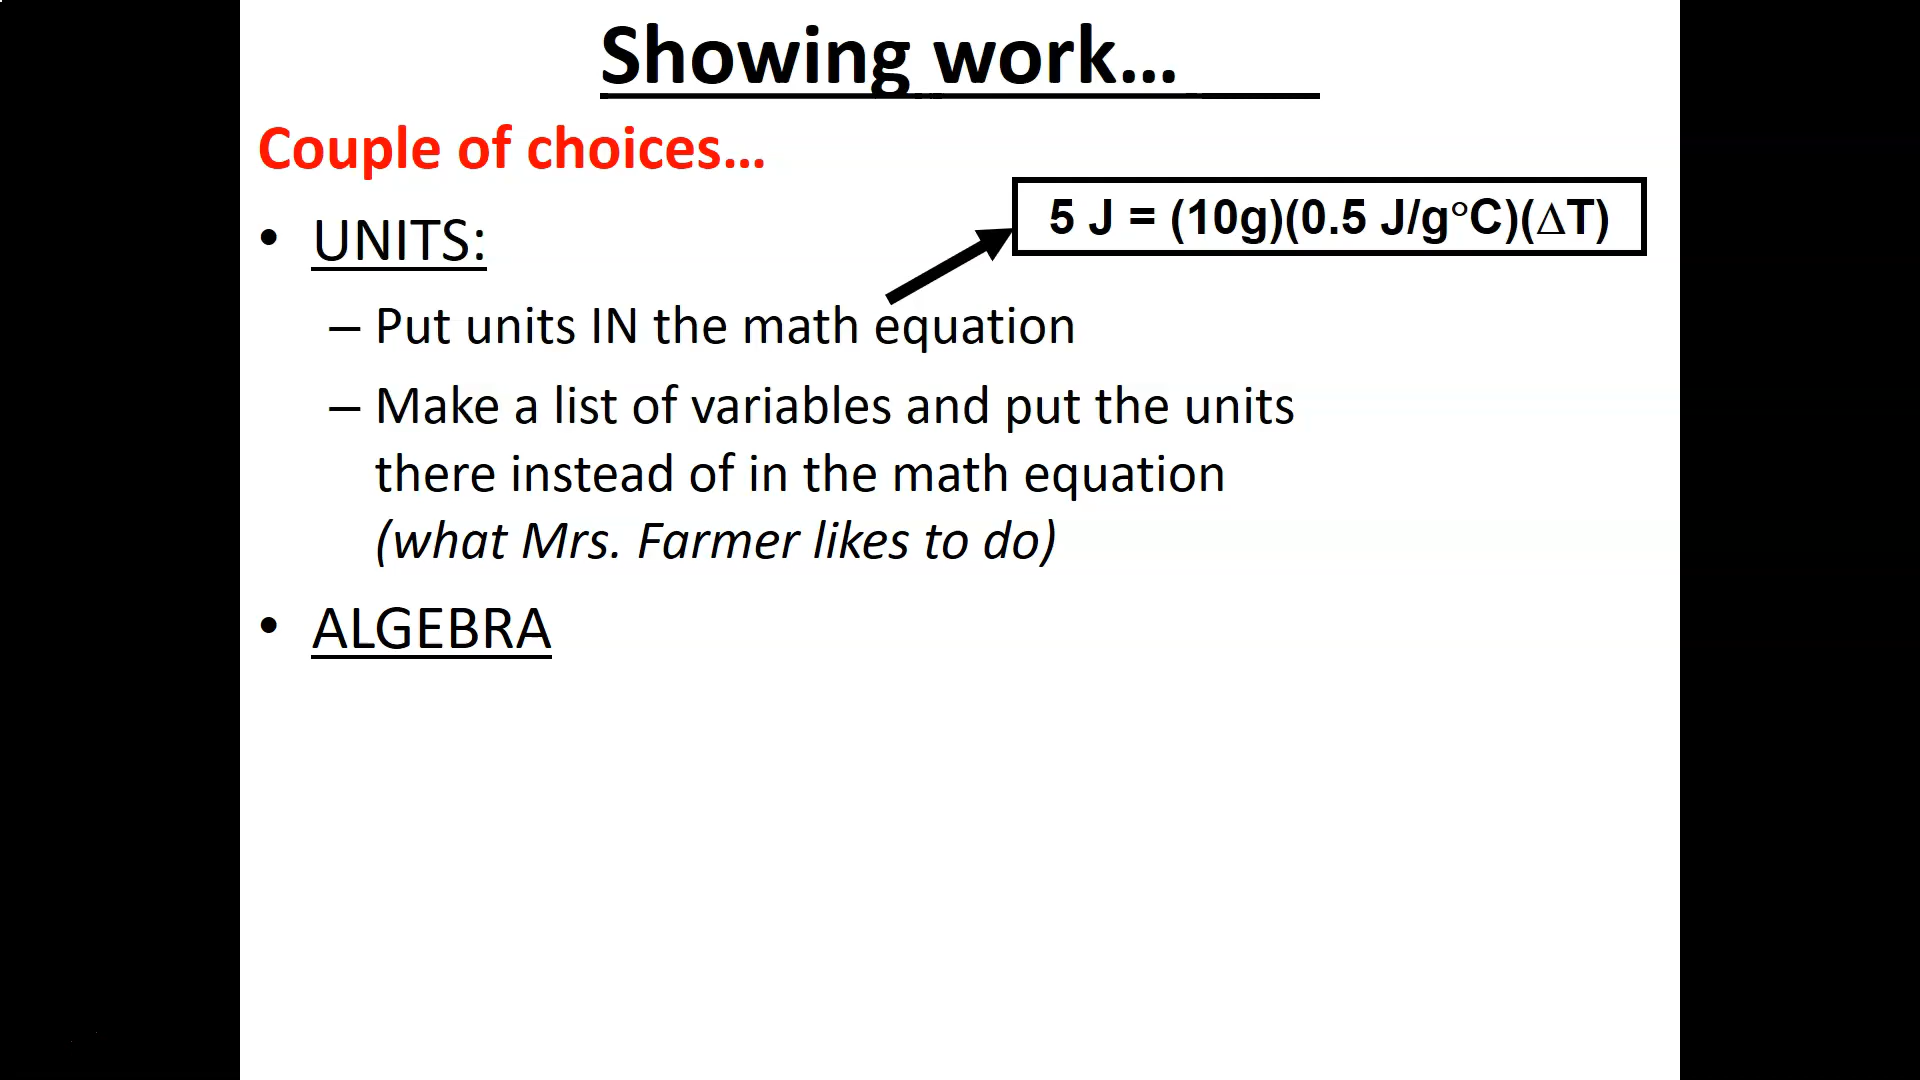 Showing work...
Couple of choices...
5 J = (10g)(0.5 J/g°C)(∆T)
• UNITS:
– Put units IN the math equation
– Make a list of variables and put the units
there instead of in the math equation
(what Mrs. Farmer likes to do)
• ALGEBRA